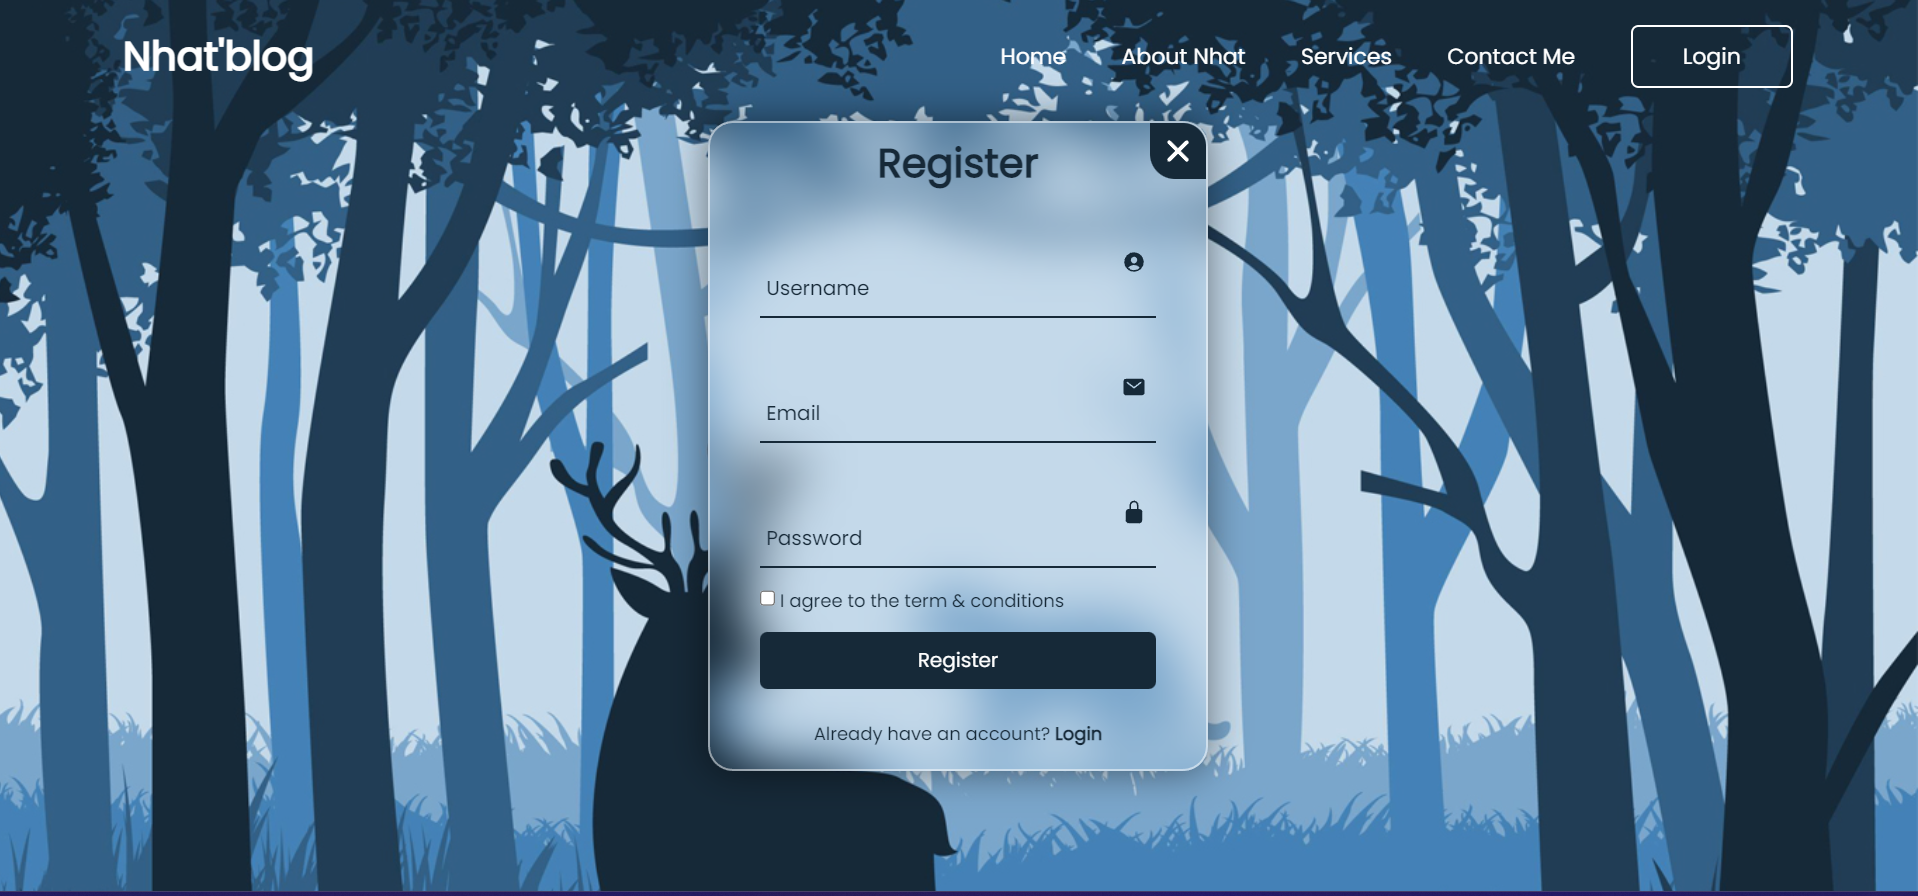 Nhat'blog
Home About Nhat Services Contact Me Login
Register
Username
Email
Password
I agree to the term & conditions
Register
Already have an account? Login